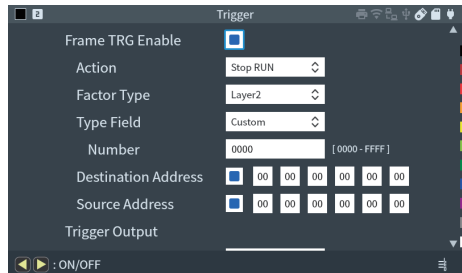 2 Trigger
Frame TRG Enable
Action Stop RUN
Factor Type Layer2
Type Field Custom
Number 0000 [ 0000 - FFFF ]
Destination Address 00 00 00 00 00 00
Source Address 00 00 00 00 00 00
Trigger Output
: ON/OFF